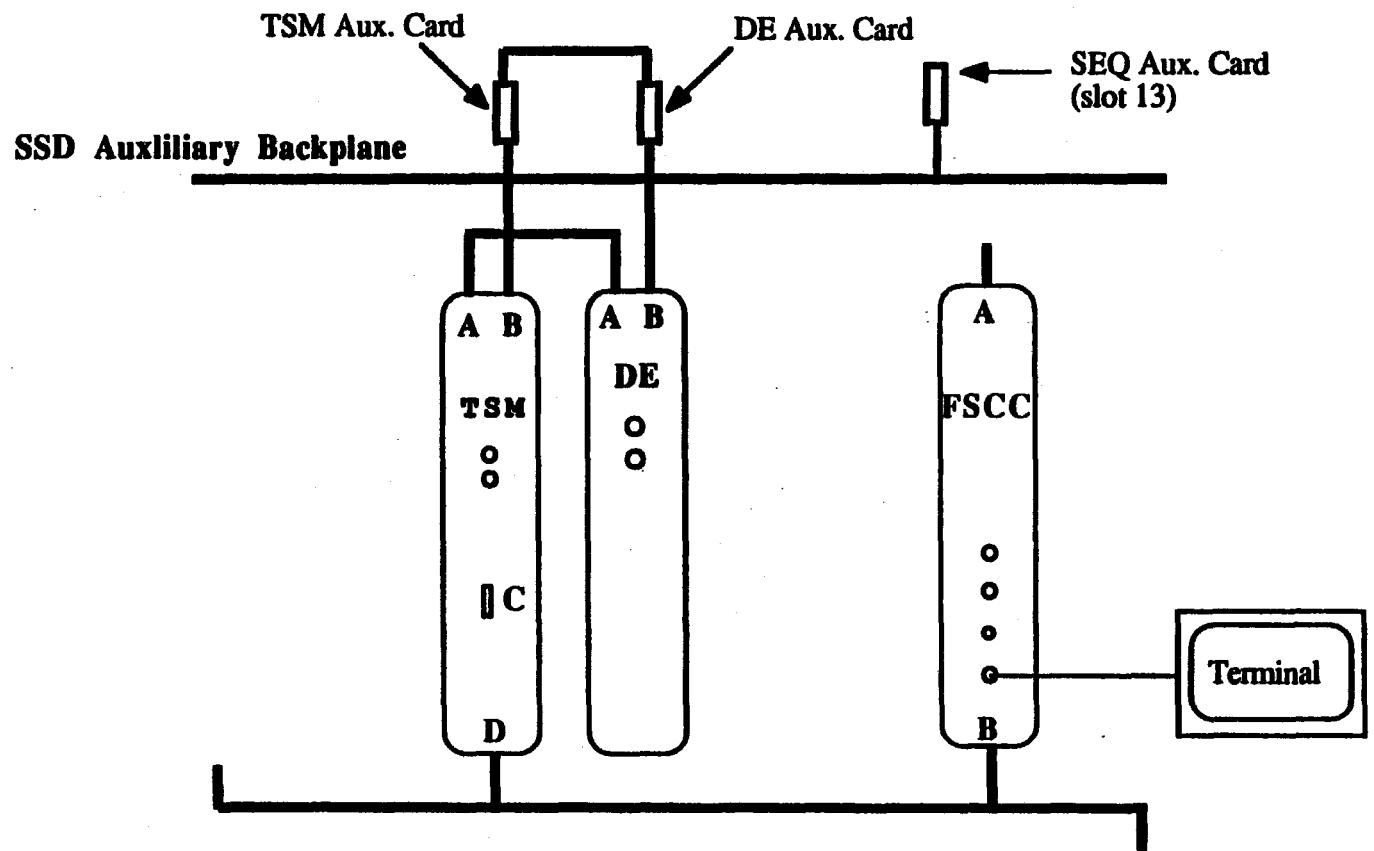 TSM Aux. Card
DE Aux. Card
SEQ Aux. Card
(slot 13)
SSD Auxliliary Backplane
A B
A B
A
DE
TSM
FSCC
C
Terminal
D
B